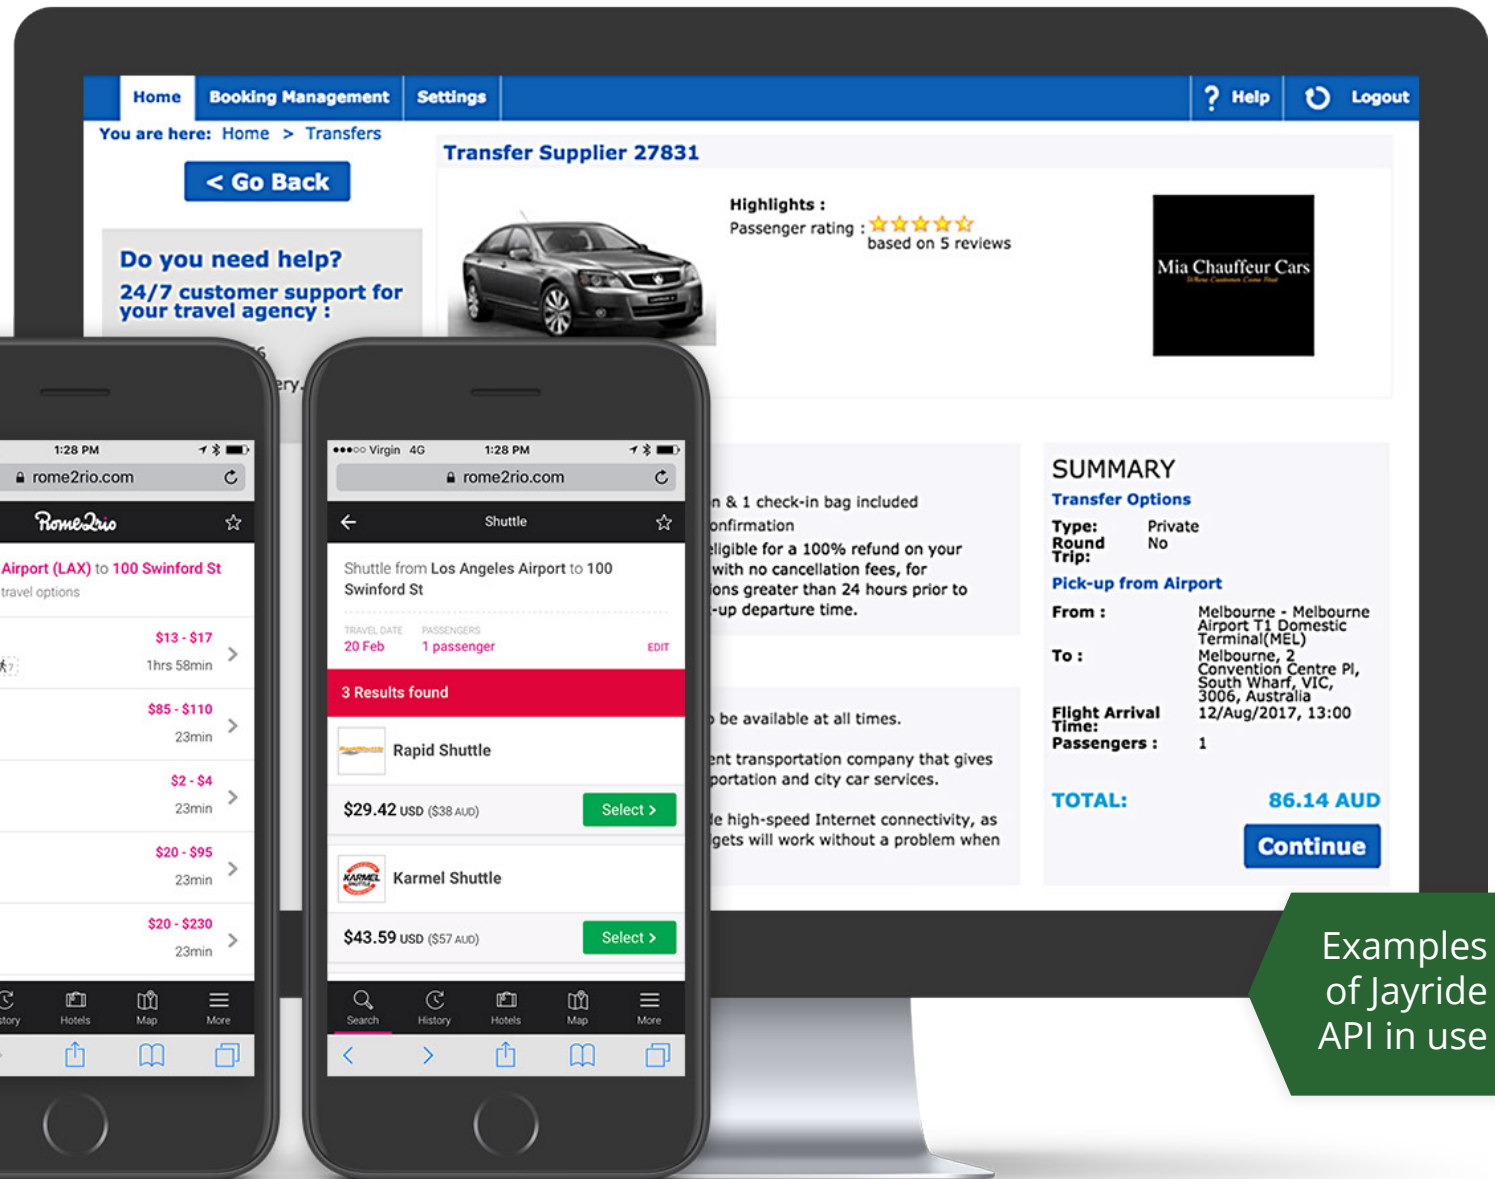 Home Booking Management Settings ? Help Logout
You are here: Home > Transfers
< Go Back
Do you need help?
24/7 customer support for
your travel agency :
ery.
Transfer Supplier 27831
Highlights :
Passenger rating :
based on 5 reviews
Mia Chauffeur Cars
n & 1 check-in bag included
onfirmation
eligible for a 100% refund on your
with no cancellation fees, for
ions greater than 24 hours prior to
-up departure time.
o be available at all times.
ent transportation company that gives
portation and city car services.
de high-speed Internet connectivity, as
gets will work without a problem when
SUMMARY
Transfer Options
Type: Private
Round No
Trip:
Pick-up from Airport
From : Melbourne - Melbourne
Airport T1 Domestic
Terminal(MEL)
To : Melbourne, 2
Convention Centre Pl,
South Wharf, VIC,
3006, Australia
Flight Arrival 12/Aug/2017, 13:00
Time:
Passengers : 1
TOTAL: 86.14 AUD
Continue
1:28 PM
rome2rio.com
Rome2rio
Airport (LAX) to 100 Swinford St
travel options
$13 - $17
1hrs 58min
7
$85 - $110
23min
$2 - $4
23min
$20 - $95
23min
$20 - $230
23min
story Hotels Map More
Virgin 4G 1:28 PM
rome2rio.com
Shuttle
Shuttle from Los Angeles Airport to 100
Swinford St
TRAVEL DATE PASSENGERS
20 Feb 1 passenger EDIT
3 Results found
Rapid Shuttle
$29.42 USD ($38 AUD) Select >
KARMEL
SHUTTLE
Karmel Shuttle
$43.59 USD ($57 AUD) Select >
Search History Hotels Map More
Examples
of Jayride
API in use